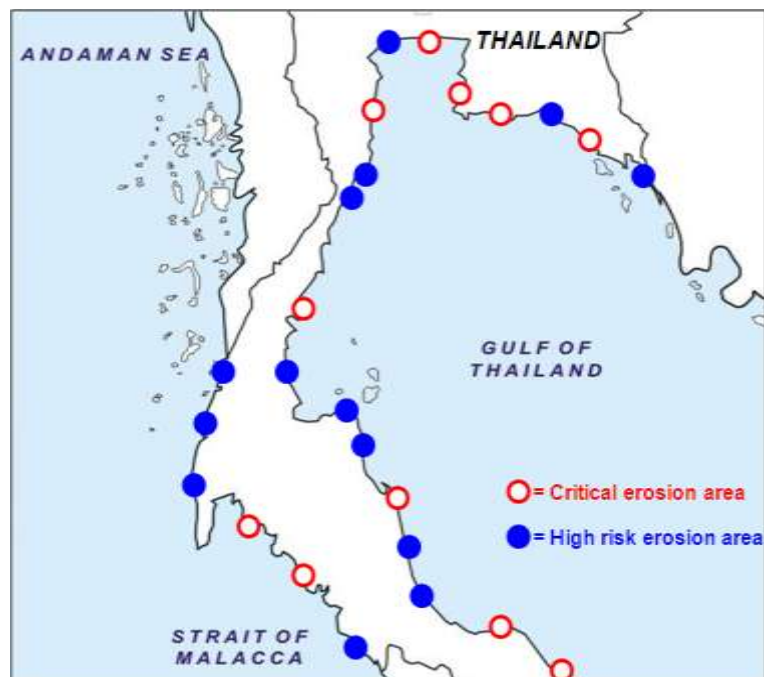 ANDAMAN SEA
THAILAND
GULF OF
THAILAND
= Critical erosion area
= High risk erosion area
STRAIT OF
MALACCA